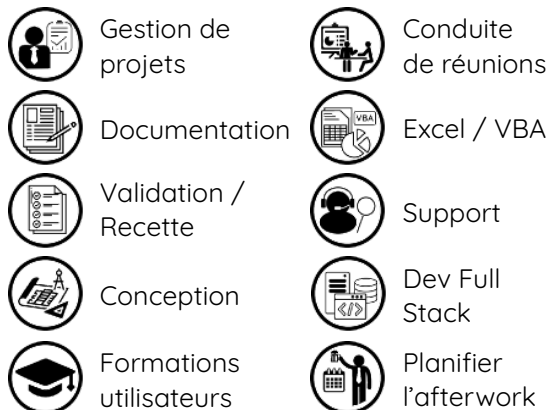 Gestion de
projets
Conduite
de réunions
Documentation
VBA
Excel / VBA
Validation /
Recette
Support
Conception
</>
Dev Full
Stack
Formations
utilisateurs
Planifier
l'afterwork